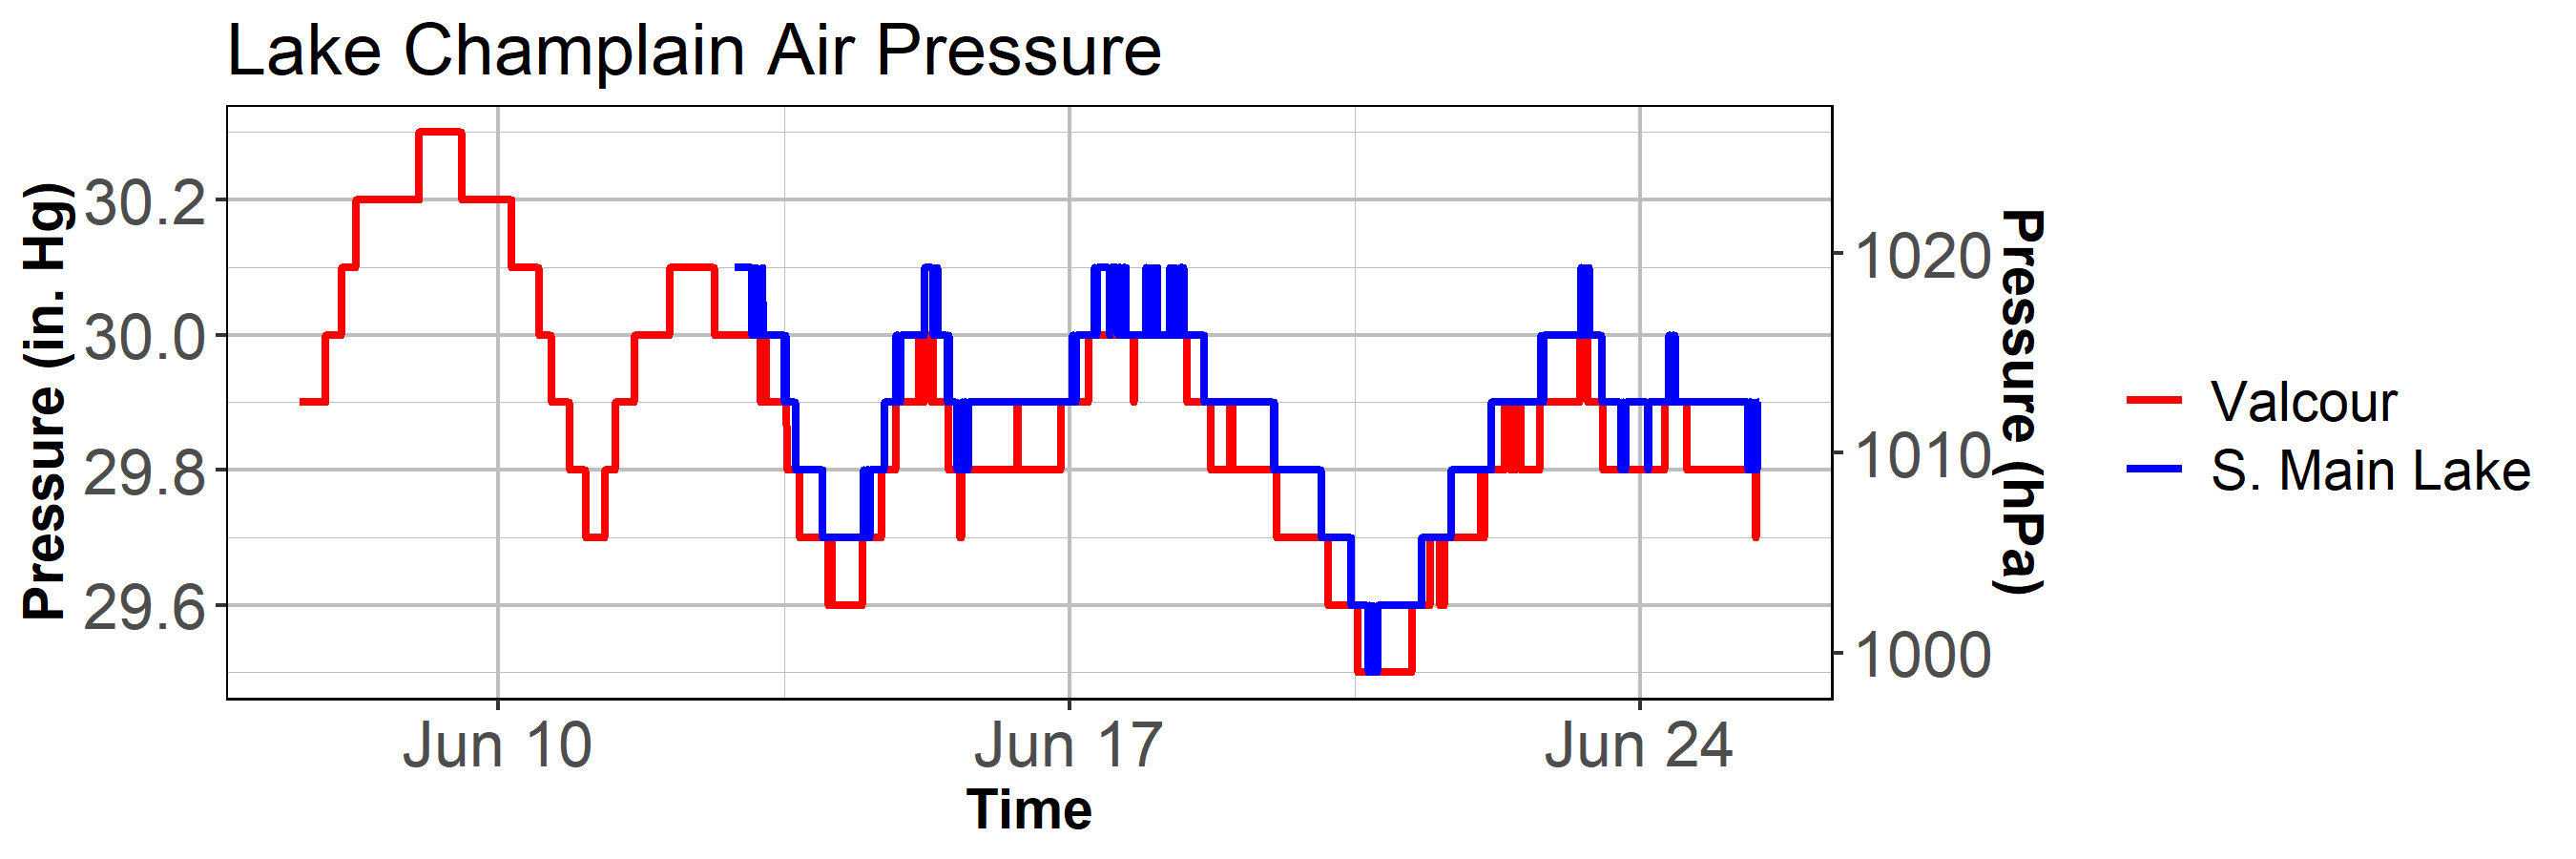 Lake Champlain Air Pressure
Pressure (in. Hg)
30.2
30.0
29.8
29.6
1020
1010
1000
Pressure (hPa)
Jun 10
Jun 17
Jun 24
Time
Valcour
S. Main Lake